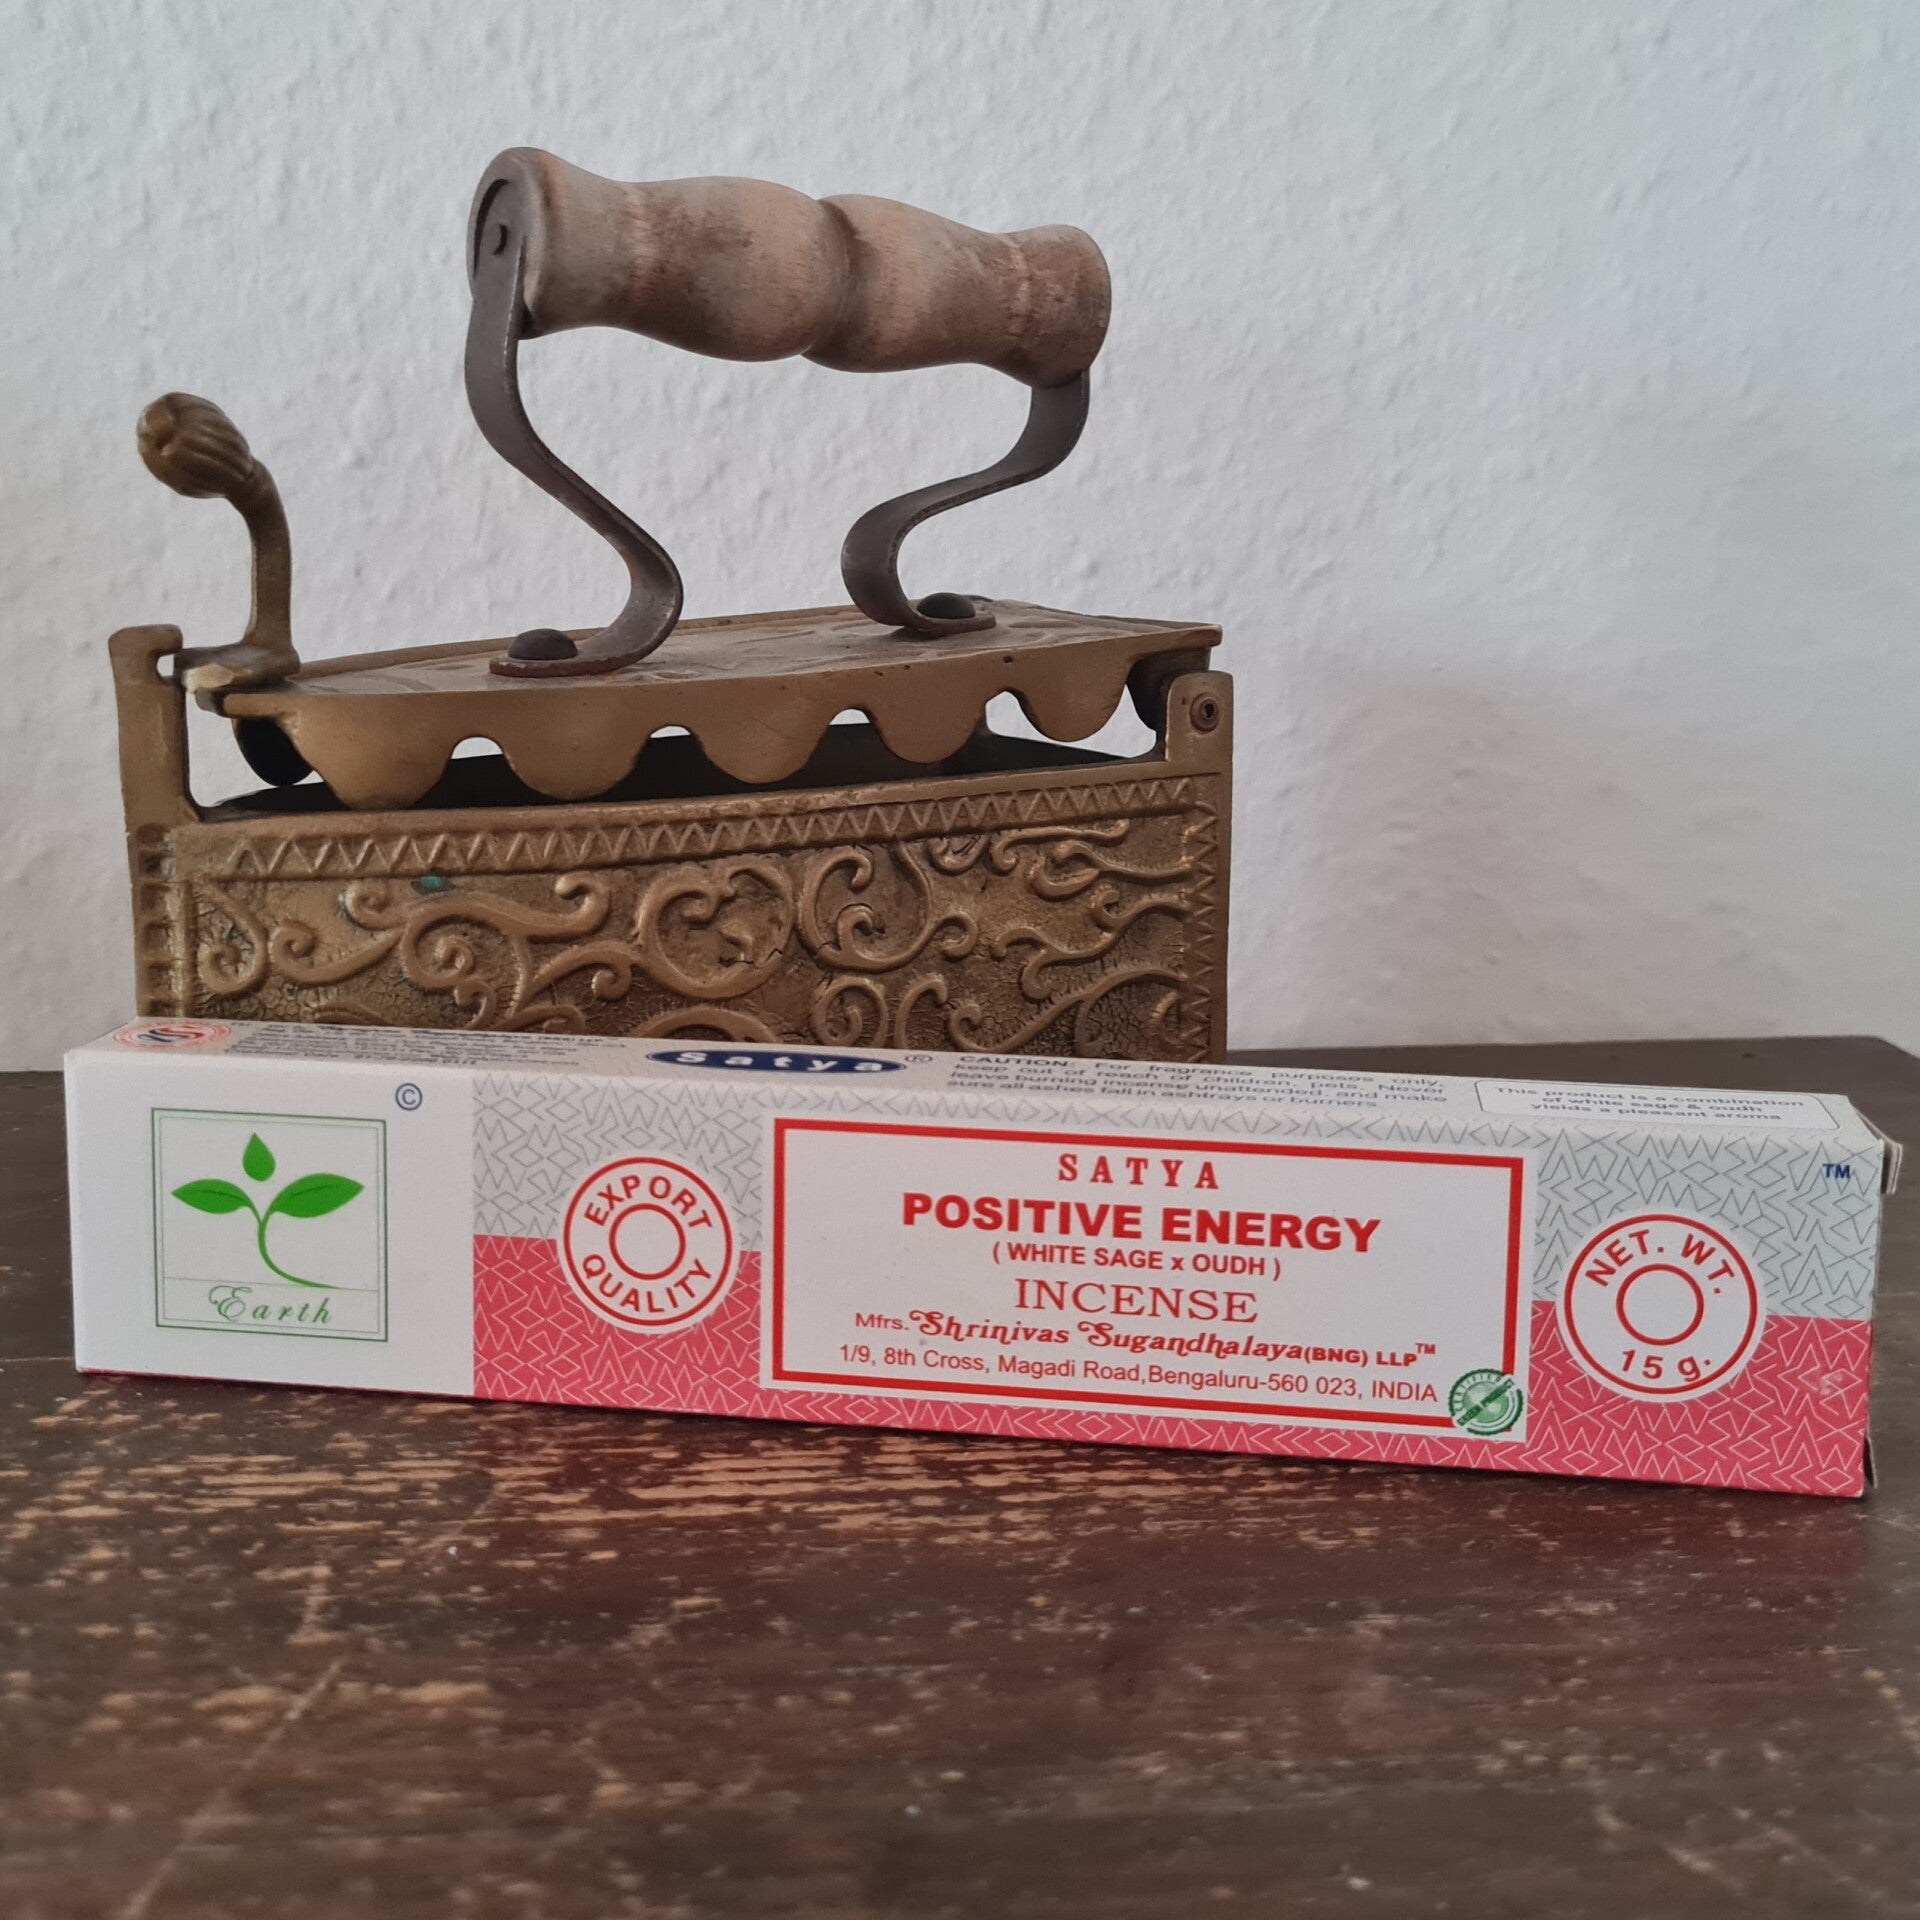 Satya®
CAUTION: For fragrance purposes only,
keep out of reach of children, pets. Never
leave burning incense unattended, and make
sure all ashes fall in ashtrays or burners
This product is a combination
of white sage & oudh
yields a pleasant aroma
©
Earth
EXPORT
QUALITY
SATYA
POSITIVE ENERGY
( WHITE SAGE x OUDH )
INCENSE
Mfrs. Shrinivas Sugandhalaya (BNG) LLP™
1/9, 8th Cross, Magadi Road, Bengaluru-560 023, INDIA
TM
NET. WT.
15 g.